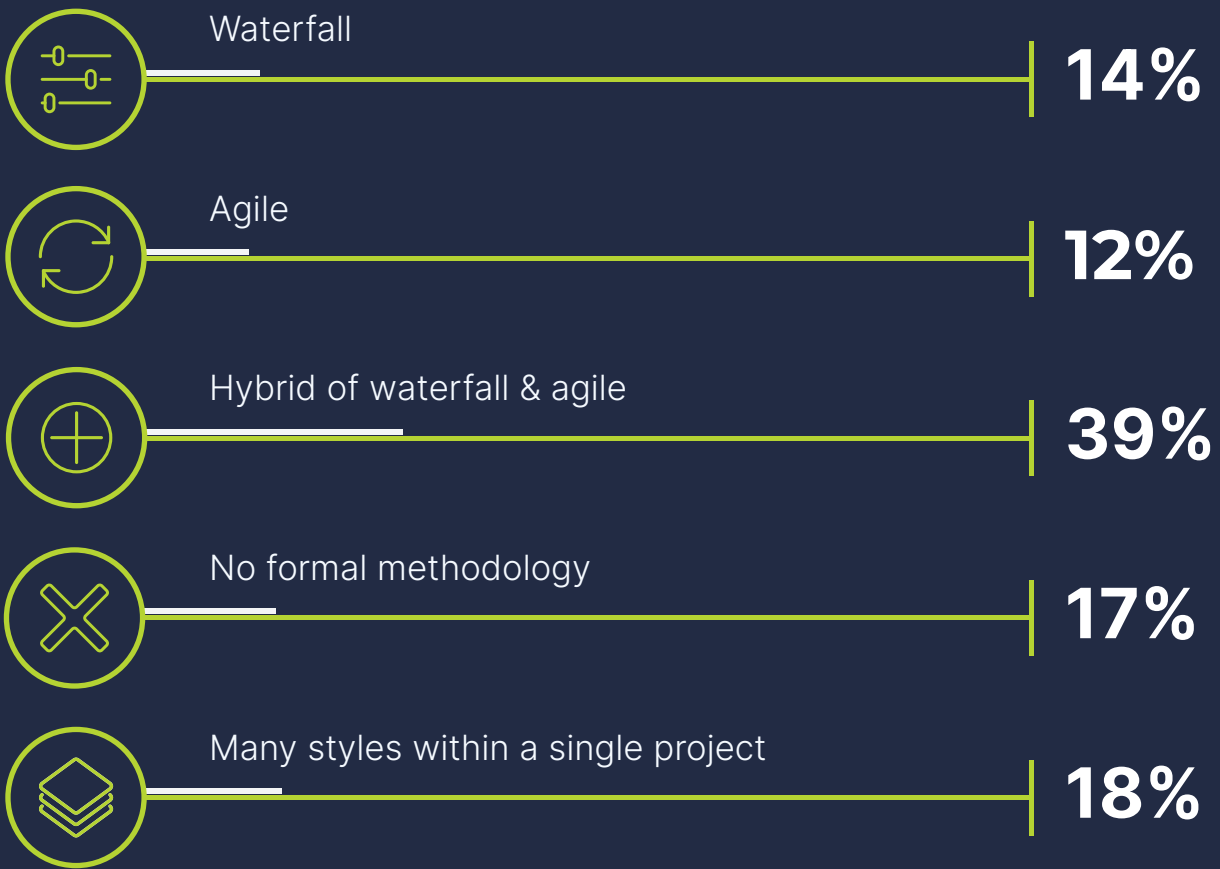 Waterfall
14%
Agile
12%
Hybrid of waterfall & agile
39%
No formal methodology
17%
Many styles within a single project
18%